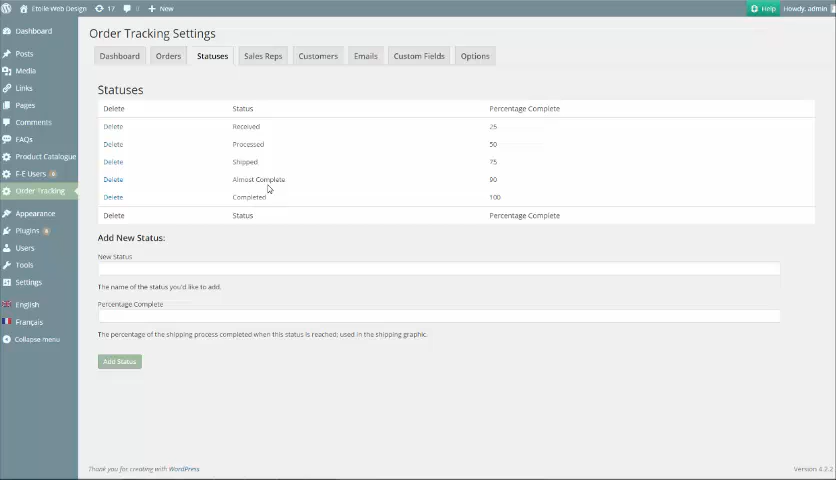 Etoile Web Design 17 0 + New Help Howdy, admin
Dashboard
Posts
Media
Links
Pages
Comments
FAQs
Product Catalogue
F-E Users
Order Tracking
Appearance
Plugins
Users
Tools
Settings
English
Français
Collapse menu
Order Tracking Settings
Dashboard Orders Statuses Sales Reps Customers Emails Custom Fields Options
Statuses
Delete Status Percentage Complete
Delete Received 25
Delete Processed 50
Delete Shipped 75
Delete Almost Complete 90
Delete Completed 100
Delete Status Percentage Complete
Add New Status:
New Status
The name of the status you'd like to add.
Percentage Complete
The percentage of the shipping process completed when this status is reached; used in the shipping graphic.
Add Status
Thank you for creating with WordPress. Version 4.2.2